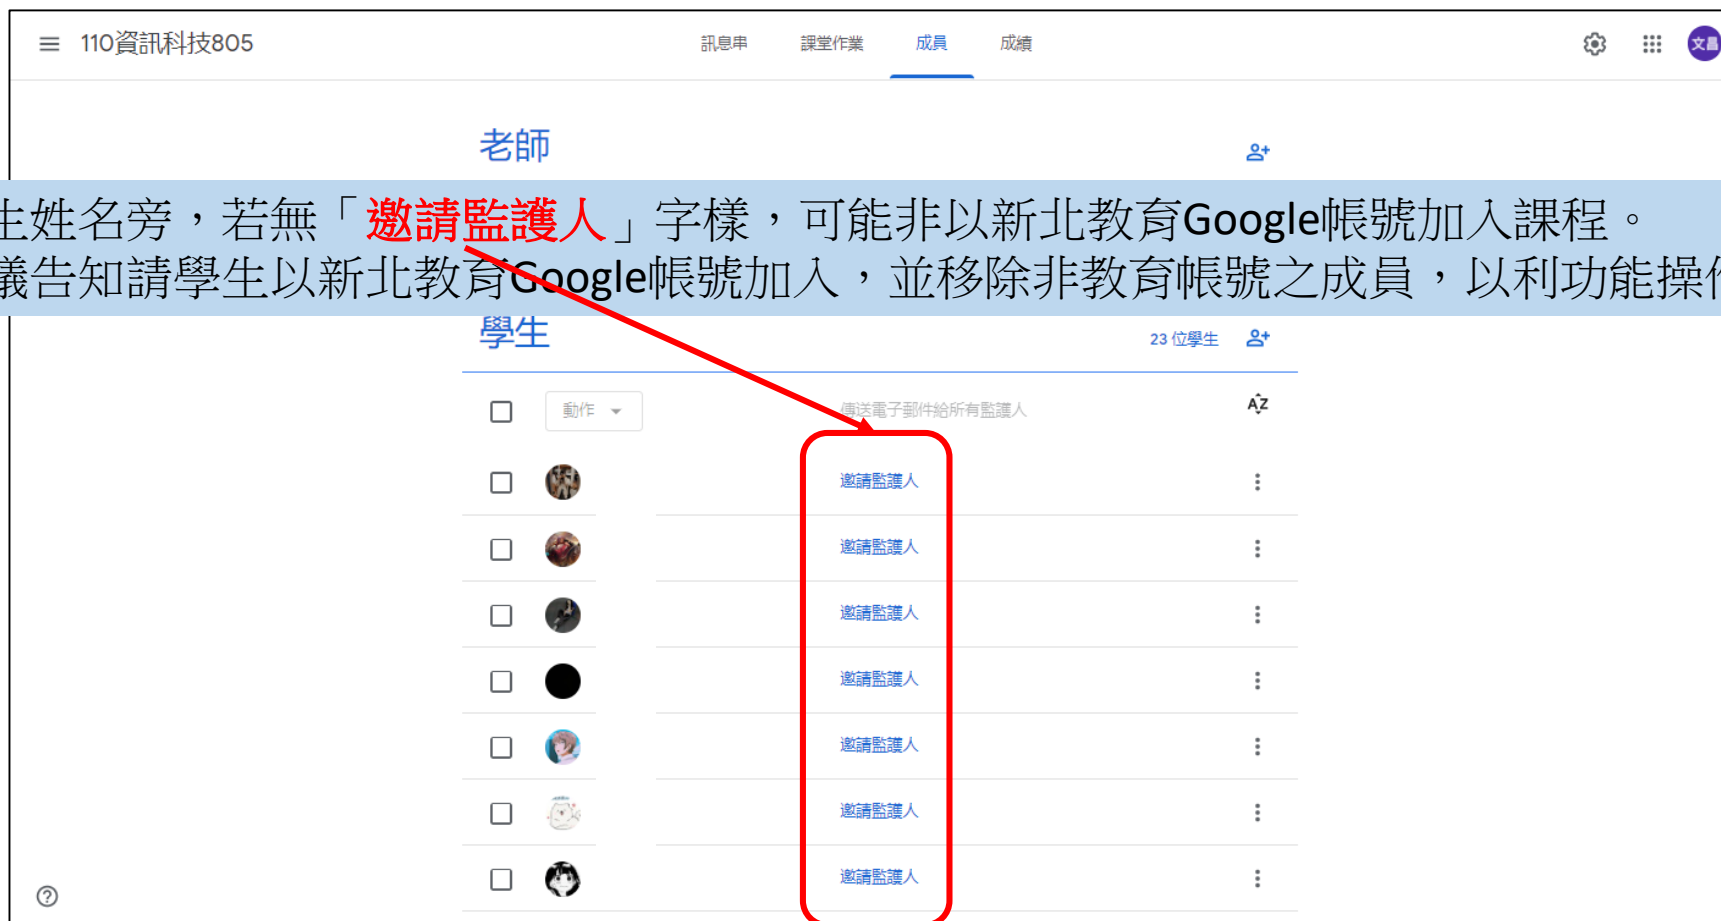 110資訊科技805
訊息串
課堂作業
成員
成績
文昌
老師
生姓名旁，若無「邀請監護人」字樣，可能非以新北教育Google帳號加入課程。
議告知請學生以新北教育Google帳號加入，並移除非教育帳號之成員，以利功能操作
學生
23 位學生
動作
傳送電子郵件給所有監護人
AZ
邀請監護人
邀請監護人
邀請監護人
邀請監護人
邀請監護人
邀請監護人
邀請監護人